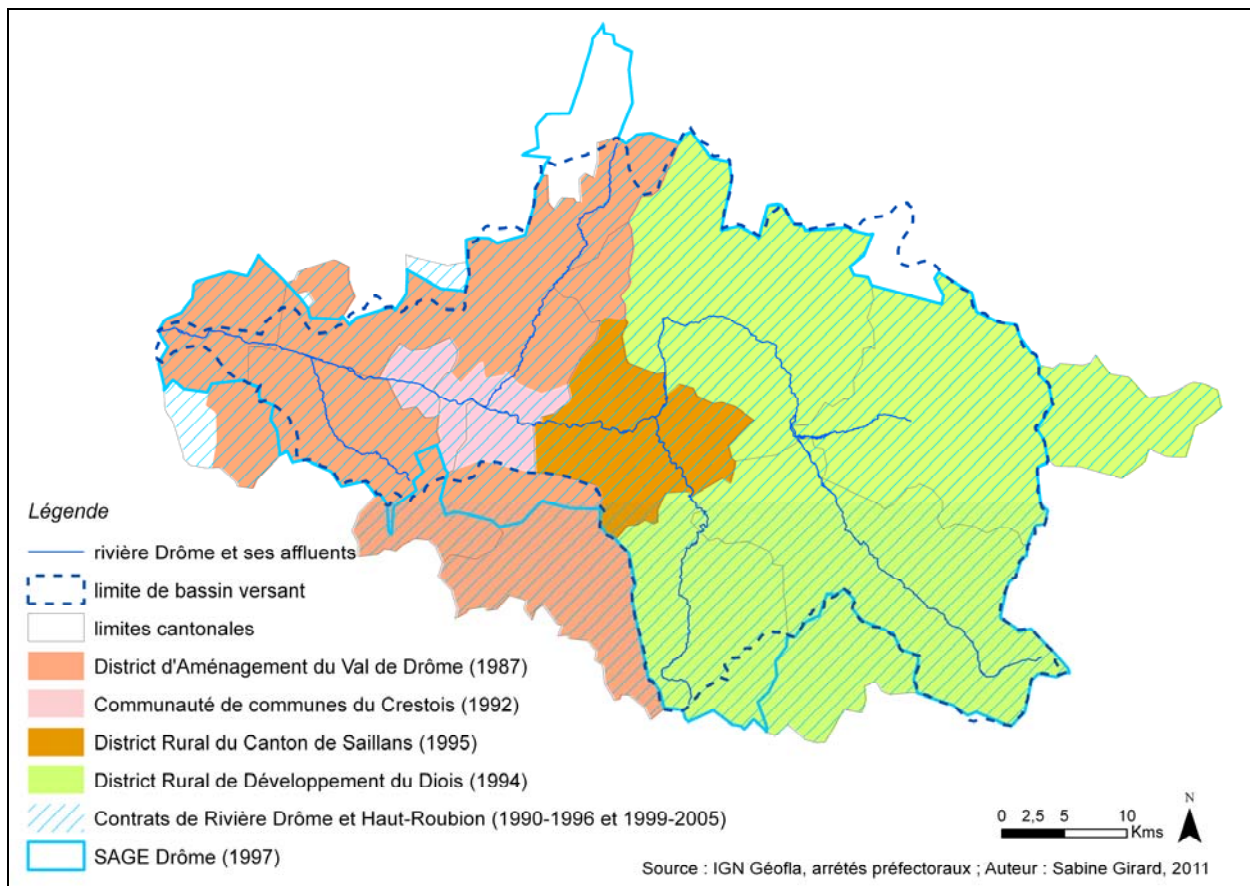 Légende
rivière Drôme et ses affluents
limite de bassin versant
limites cantonales
District d'Aménagement du Val de Drôme (1987)
Communauté de communes du Crestois (1992)
District Rural du Canton de Saillans (1995)
District Rural de Développement du Diois (1994)
Contrats de Rivière Drôme et Haut-Roubion (1990-1996 et 1999-2005)
SAGE Drôme (1997)
N
0 2,5 5 10
Kms
Source : IGN Géofla, arrêtés préfectoraux ; Auteur : Sabine Girard, 2011